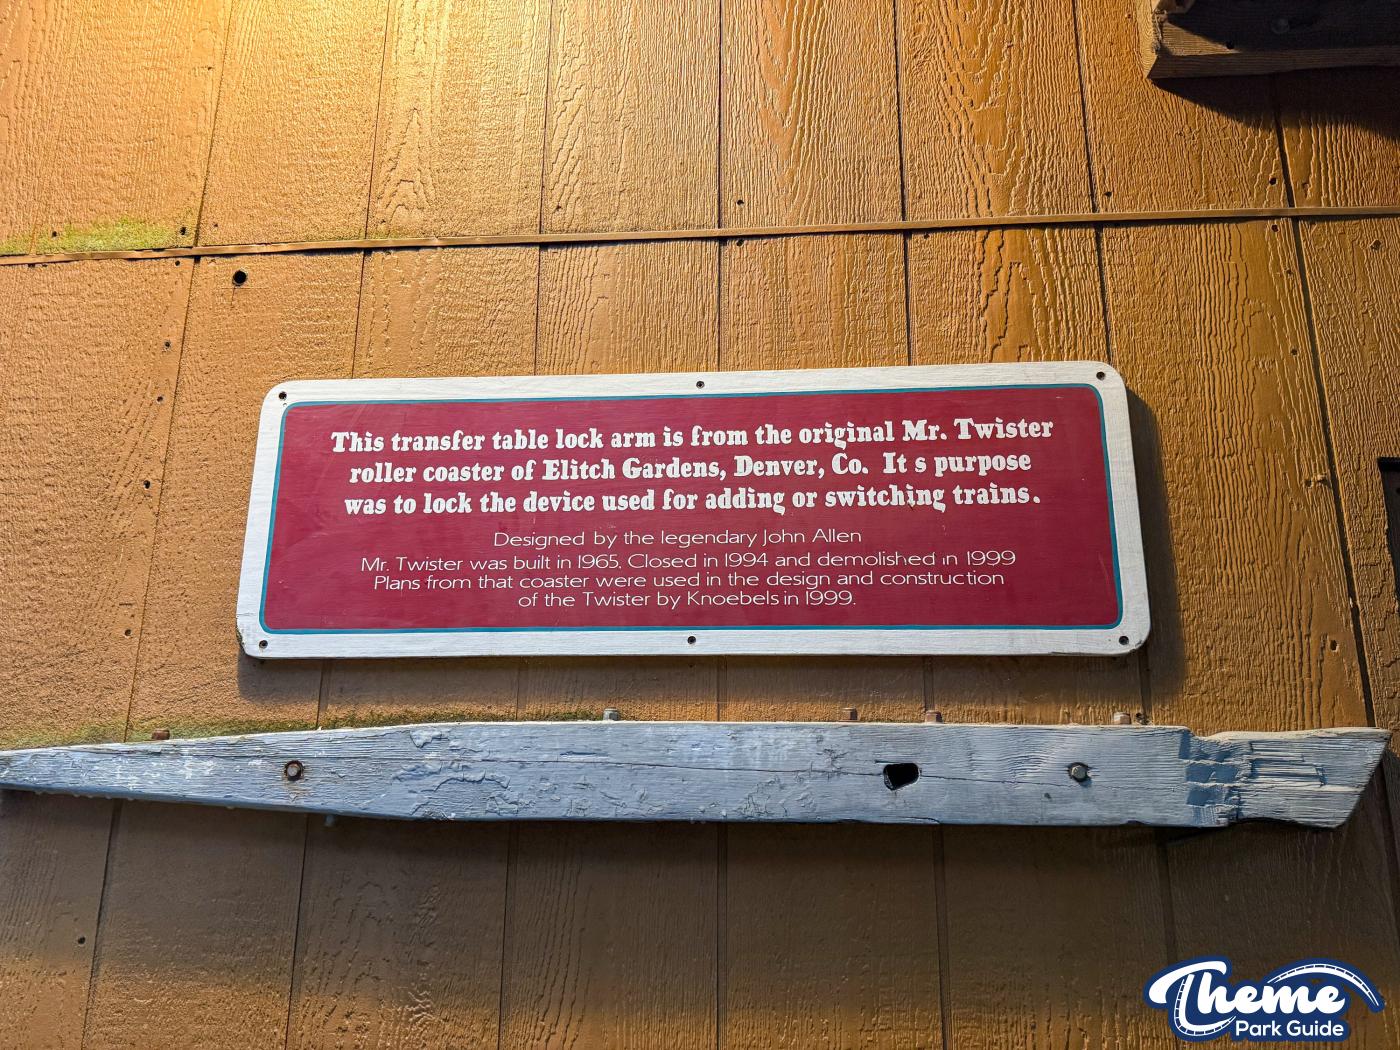 This transfer table lock arm is from the original Mr. Twister
roller coaster of Elitch Gardens, Denver, Co. It s purpose
was to lock the device used for adding or switching trains.
Designed by the legendary John Allen
Mr. Twister was built in 1965. Closed in 1994 and demolished in 1999
Plans from that coaster were used in the design and construction
of the Twister by Knoebels in 1999.
Theme
Park Guide